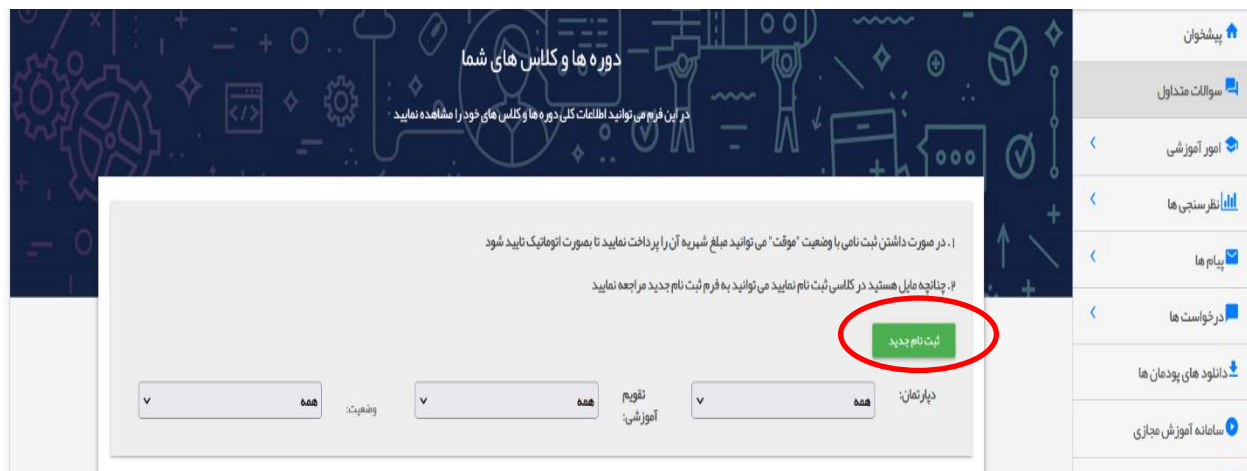 پیشخوان
سوالات متداول
امور آموزشی
نظر سنجی ها
پیام ها
درخواست ها
دانلود های پودمان ها
سامانه آموزش مجازی
دوره ها و کلاس های شما
در این فرم می توانید اطلاعات کلی دوره ها و کلاس های خود را مشاهده نمایید
۱. در صورت داشتن ثبت نامی با وضعیت "موقت" می توانید مبلغ شهریه آن را پرداخت نمایید تا بصورت اتوماتیک تایید شود
۲. چنانچه مایل هستید در کلاسی ثبت نام نمایید می توانید به فرم ثبت نام جدید مراجعه نمایید
ثبت نام جدید
دپارتمان: همه
تقویم آموزشی: همه
وضعیت: همه